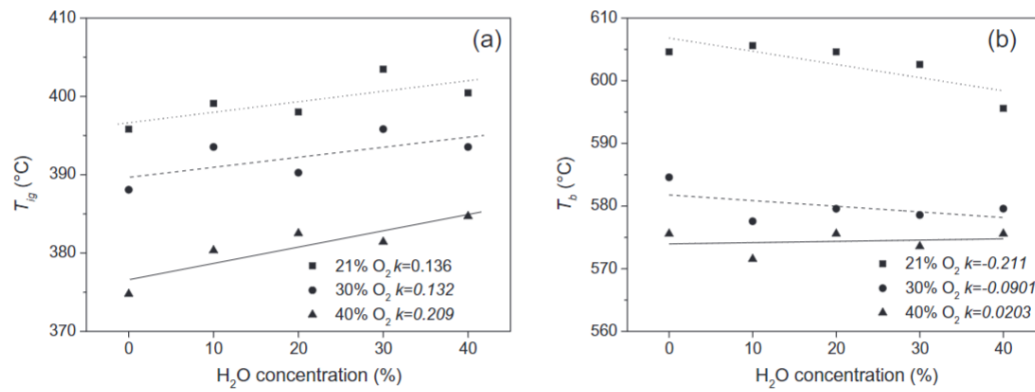 410
(a)
400
T_ig (°C)
390
380
21% O₂ k=0.136
30% O₂ k=0.132
40% O₂ k=0.209
370
0 10 20 30 40
H₂O concentration (%)
610
(b)
600
T_b (°C)
590
580
570
21% O₂ k=-0.211
30% O₂ k=-0.0901
40% O₂ k=0.0203
560
0 10 20 30 40
H₂O concentration (%)